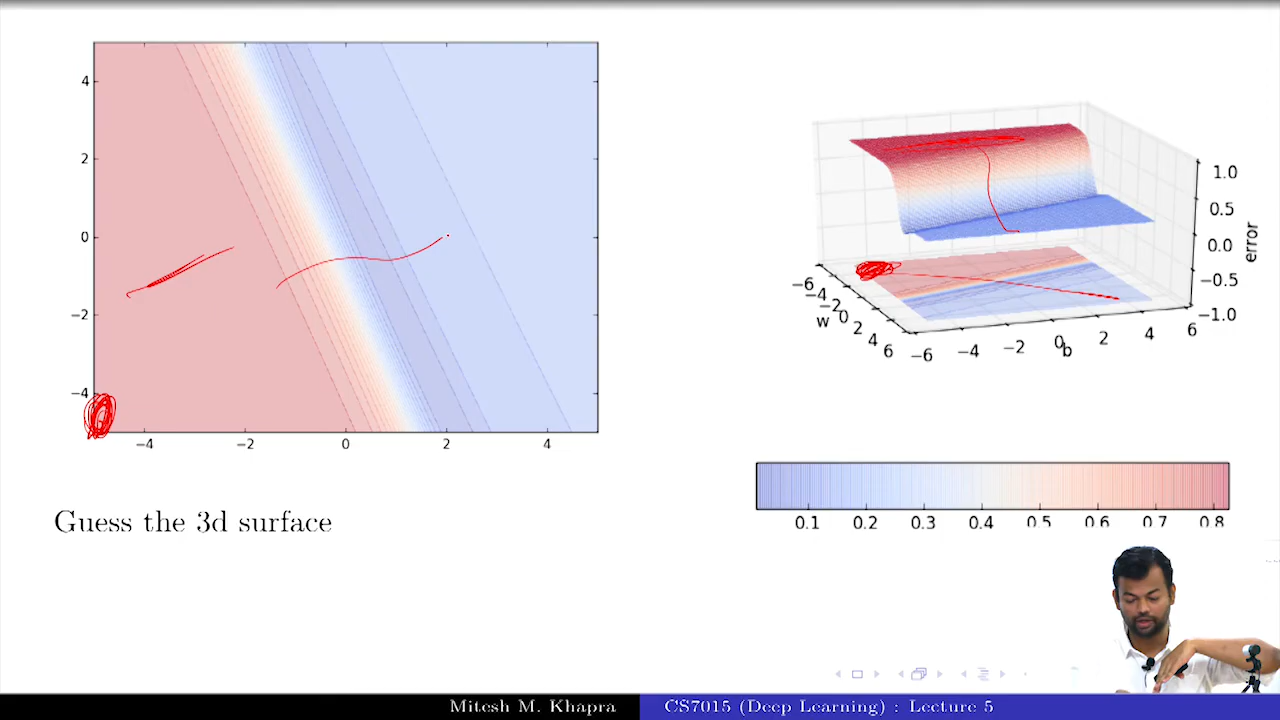 4
2
0
−2
−4
−4 −2 0 2 4
Guess the 3d surface
1.0
0.5
0.0
−0.5
−1.0
error
−6
−4
−2
0
2
4
6
w
−6 −4 −2 0 2 4 6
b
0.1 0.2 0.3 0.4 0.5 0.6 0.7 0.8
Mitesh M. Khapra CS7015 (Deep Learning) : Lecture 5